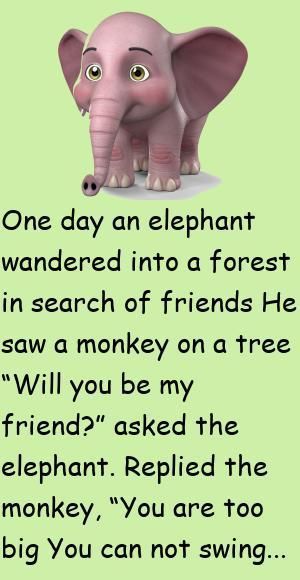 One day an elephant
wandered into a forest
in search of friends He
saw a monkey on a tree
“Will you be my
friend?” asked the
elephant. Replied the
monkey, “You are too
big You can not swing...